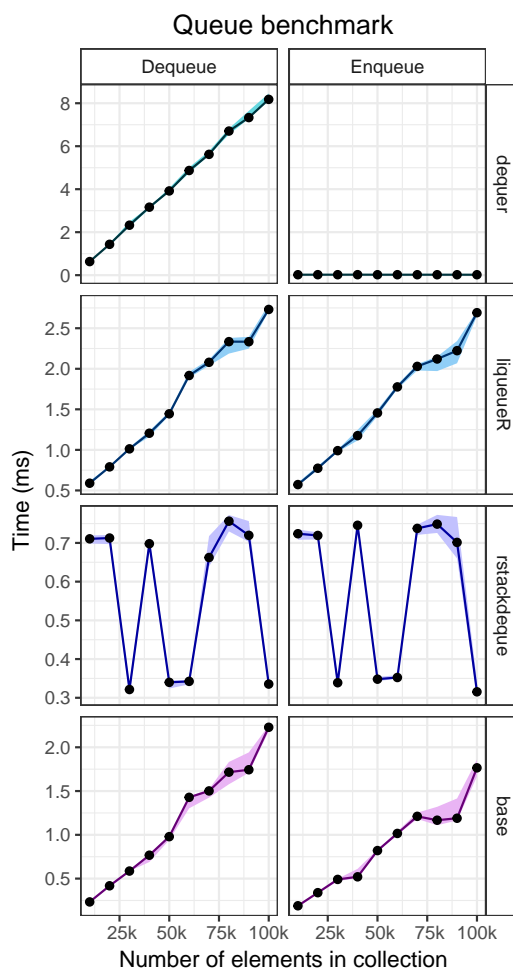 Queue benchmark
Dequeue
Enqueue
8
6
4
2
0
dequer
2.5
2.0
1.5
1.0
0.5
liqueueR
0.7
0.6
0.5
0.4
0.3
rstackdeque
2.0
1.5
1.0
0.5
base
Time (ms)
25k 50k 75k 100k 25k 50k 75k 100k
Number of elements in collection